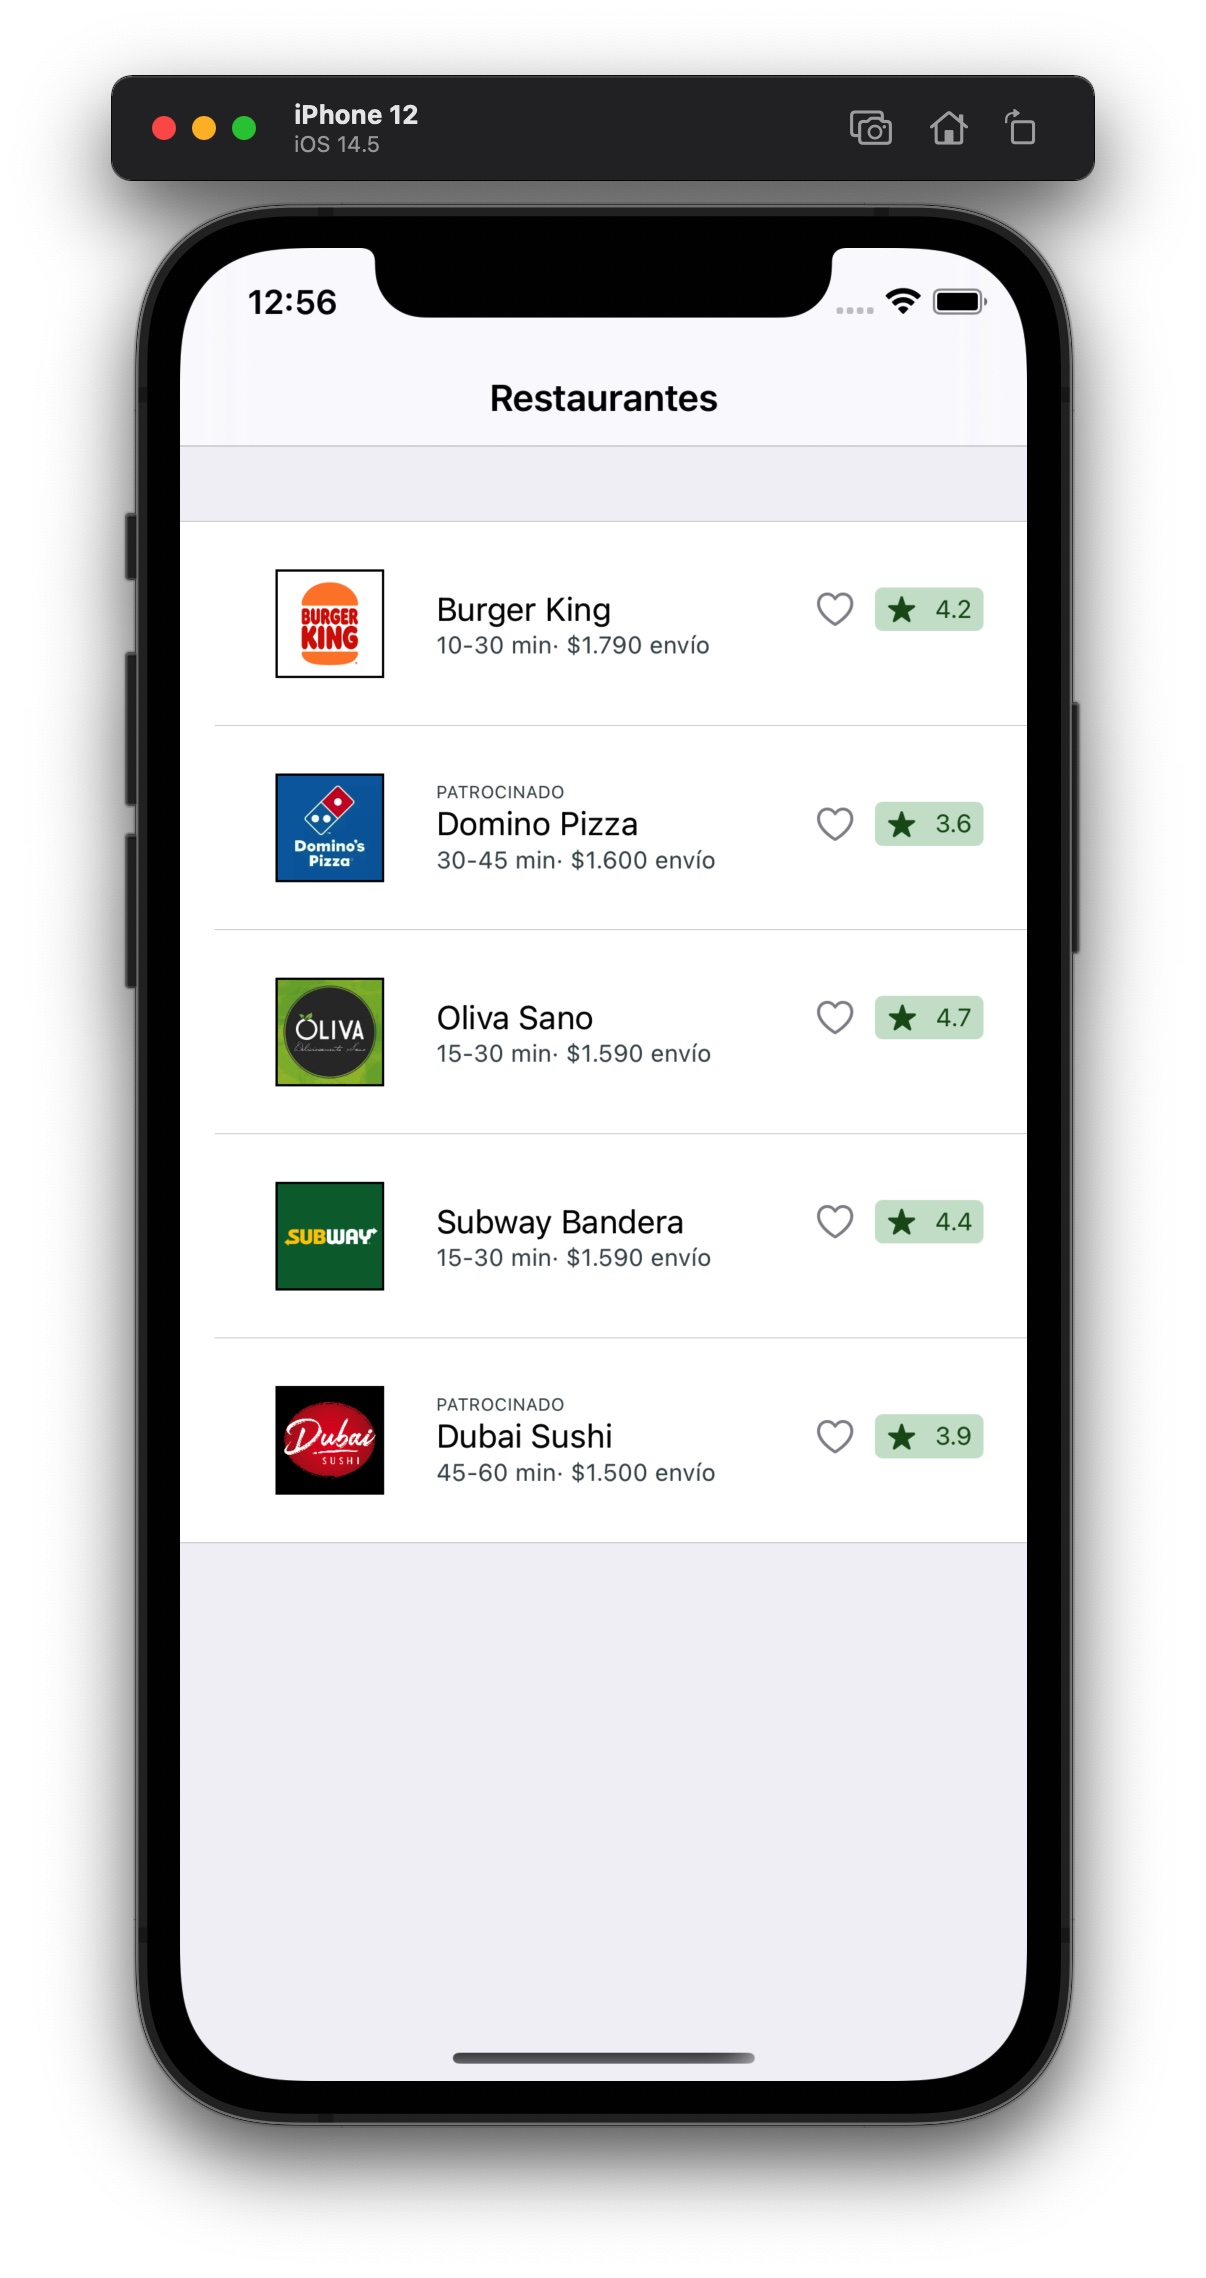 iPhone 12
iOS 14.5
12:56
Restaurantes
BURGER
KING
Burger King
10-30 min· $1.790 envío
4.2
Domino's
Pizza
PATROCINADO
Domino Pizza
30-45 min· $1.600 envío
3.6
OLIVA
Oliva Sano
15-30 min· $1.590 envío
4.7
SUBWAY
Subway Bandera
15-30 min· $1.590 envío
4.4
Dubai
SUSHI
PATROCINADO
Dubai Sushi
45-60 min· $1.500 envío
3.9